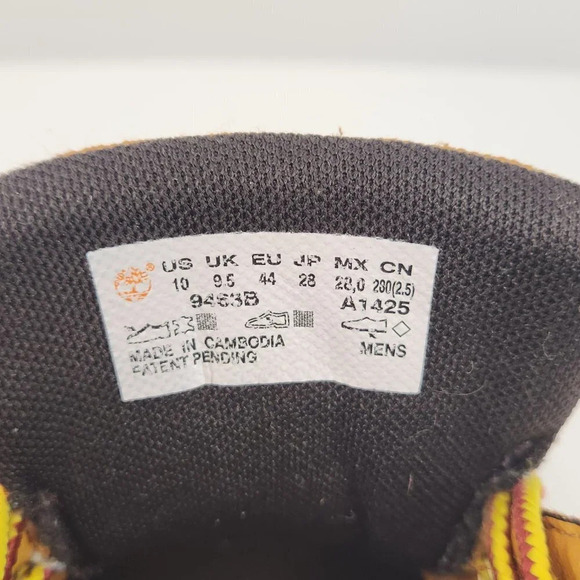 US UK EU JP MX CN
10 9.5 44 28 28,0 280(2.5)
9463B A1425
MADE IN CAMBODIA
PATENT PENDING MENS